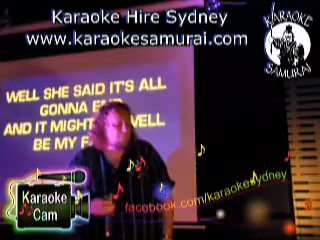 Karaoke Hire Sydney
www.karaokesamurai.com
KARAOKE
SAMURAI
WELL SHE SAID IT'S ALL
GONNA
AND IT MIGHT WELL
BE MY
Karaoke
Cam
facebook.com/karaokesydney